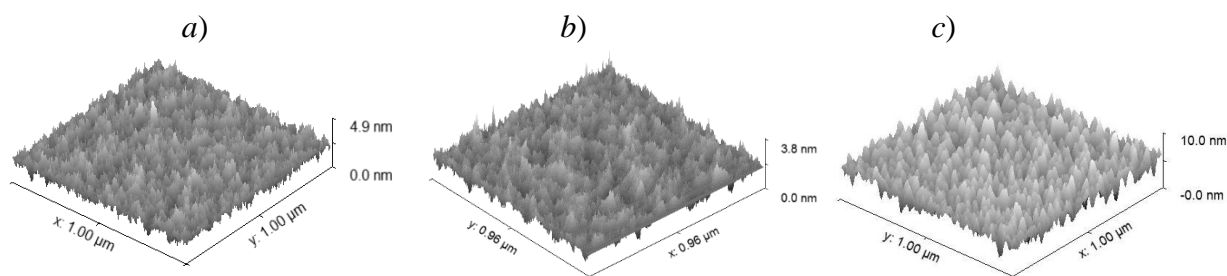 a)
b)
c)
4.9 nm
0.0 nm
x: 1.00 µm
y: 1.00 µm
3.8 nm
0.0 nm
y: 0.96 µm
x: 0.96 µm
10.0 nm
-0.0 nm
y: 1.00 µm
x: 1.00 µm